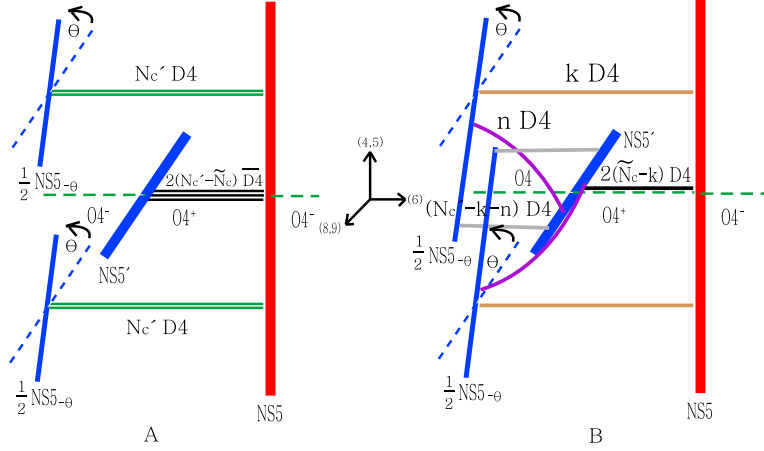 θ
Nc´ D4
½ NS5-θ
2(Nc´-Ñc) D̅4̅
O4- O4+ O4-
θ
NS5´
Nc´ D4
½ NS5-θ
NS5
A
(4,5)
(6)
(8,9)
θ
k D4
n D4
NS5´
O4
2(Ñc-k) D4
(Nc´-k-n) D4
O4+ O4-
½ NS5-θ
θ
½ NS5-θ
NS5
B